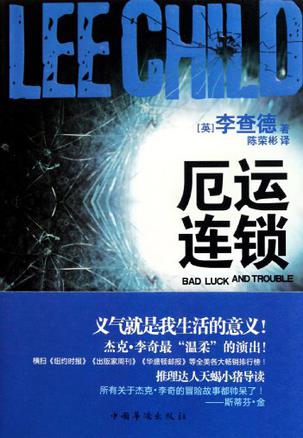 LEE CHILD
[英]李查德 著
陈荣彬 译
厄运
连锁
BAD LUCK AND TROUBLE
义气就是我生活的意义！
杰克·李奇最“温柔”的演出！
横扫《纽约时报》《出版家周刊》《华盛顿邮报》等全美各大畅销排行榜！
推理达人天蝎小猪导读
所有关于杰克·李奇的冒险故事都帅呆了！
——斯蒂芬·金
中国华侨出版社